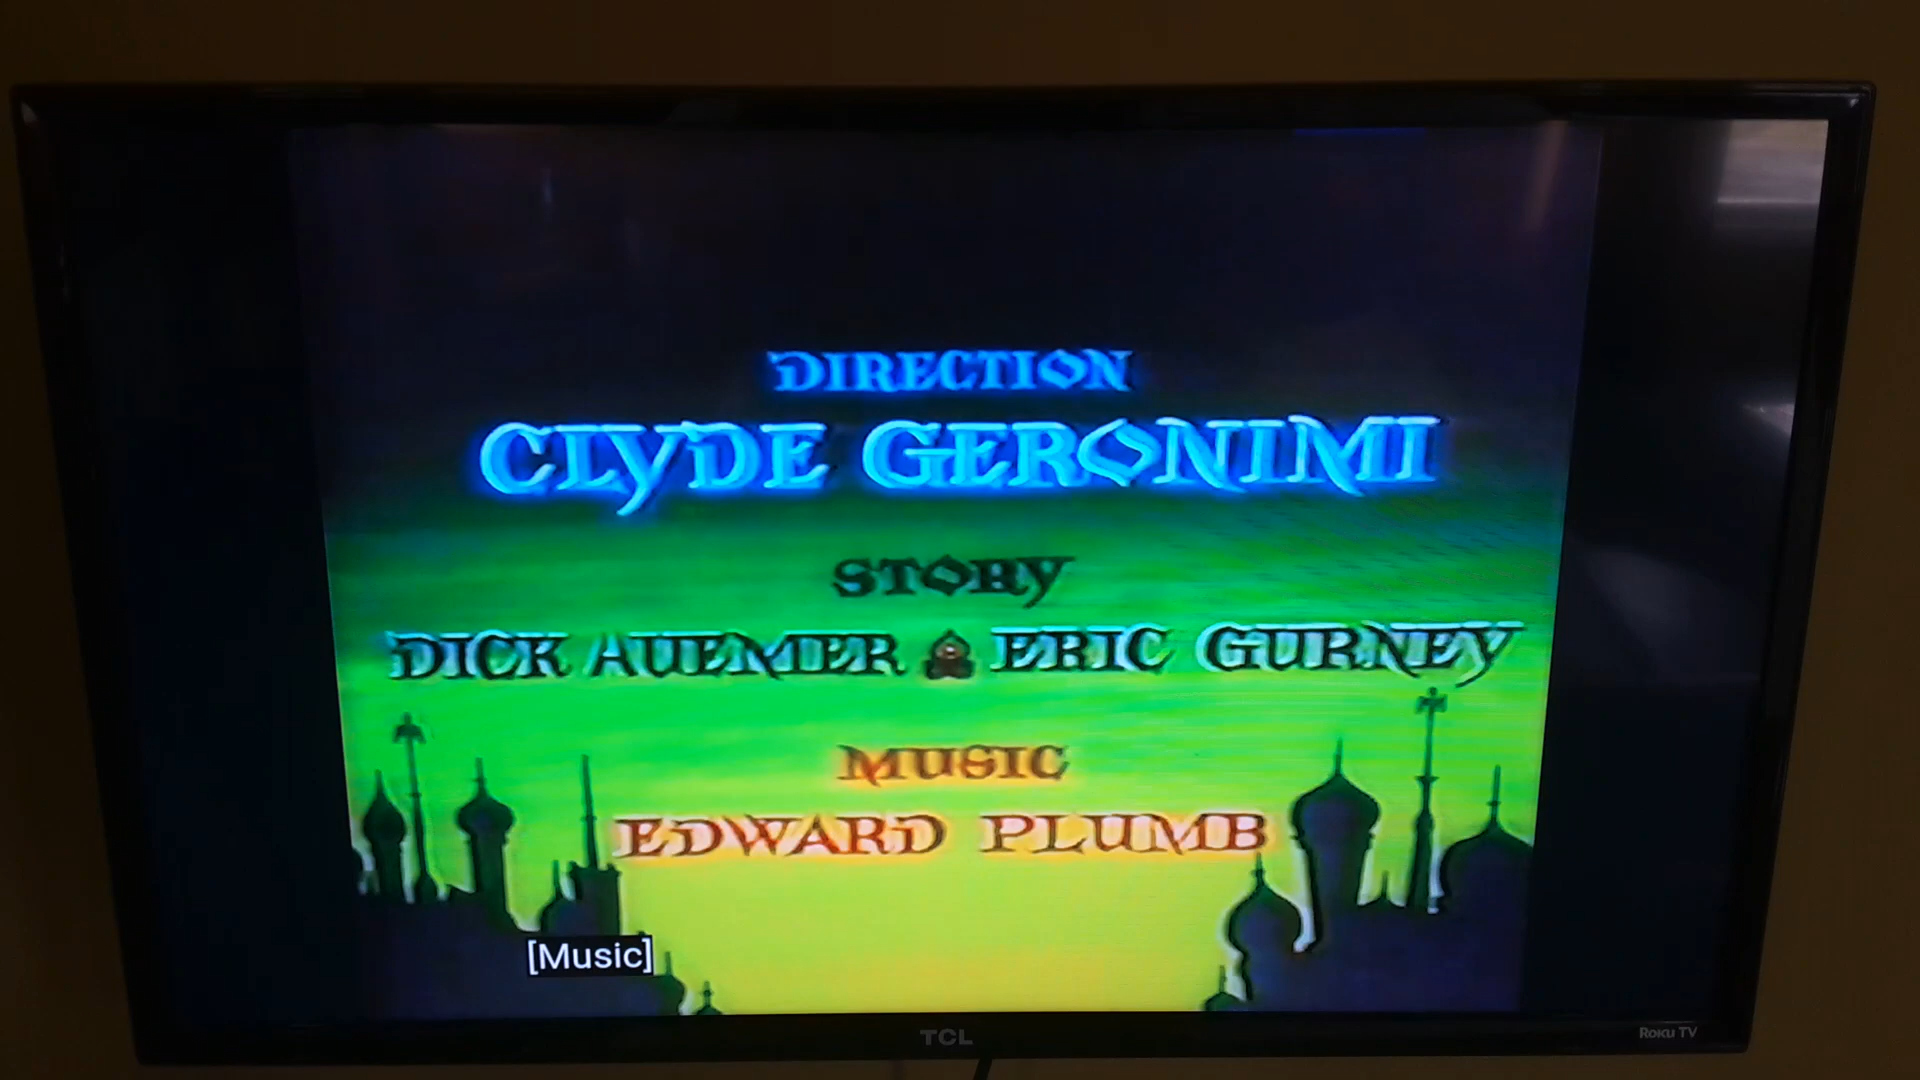 DIRECTION
CLYDE GERONIMI
STORY
DICK AUEMER & ERIC GURNEY
MUSIC
EDWARD PLUMB
[Music]
TCL
Roku TV